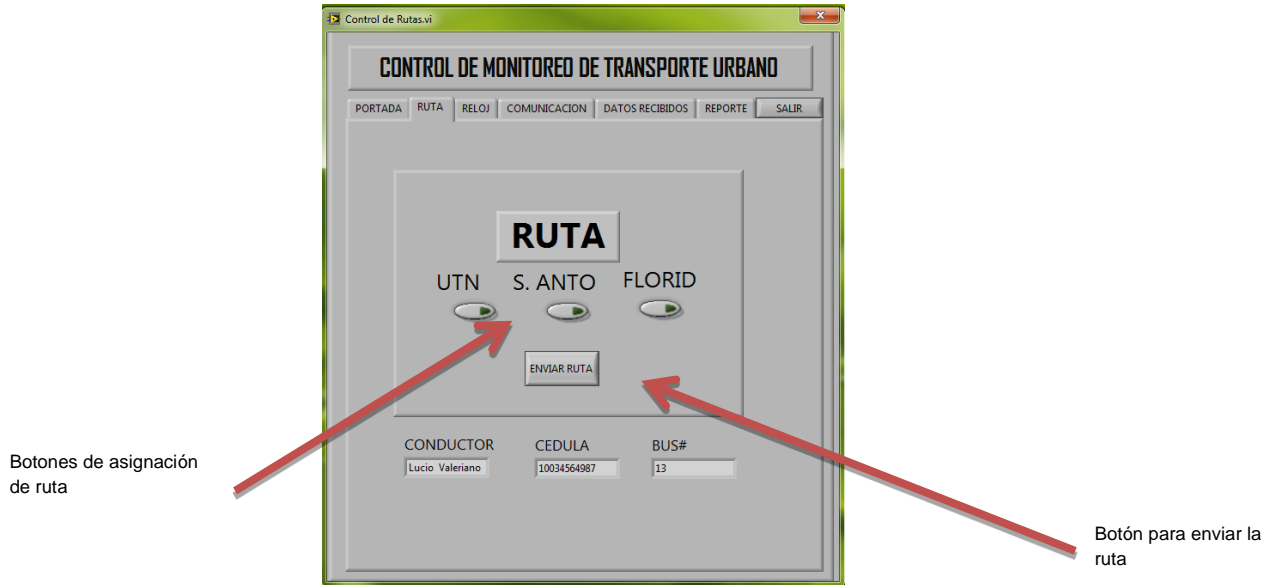 Control de Rutas.vi
CONTROL DE MONITOREO DE TRANSPORTE URBANO
PORTADA RUTA RELOJ COMUNICACION DATOS RECIBIDOS REPORTE SALIR
RUTA
UTN S. ANTO FLORID
ENVIAR RUTA
CONDUCTOR CEDULA BUS#
Lucio Valeriano 10034564987 13
Botones de asignación
de ruta
Botón para enviar la
ruta